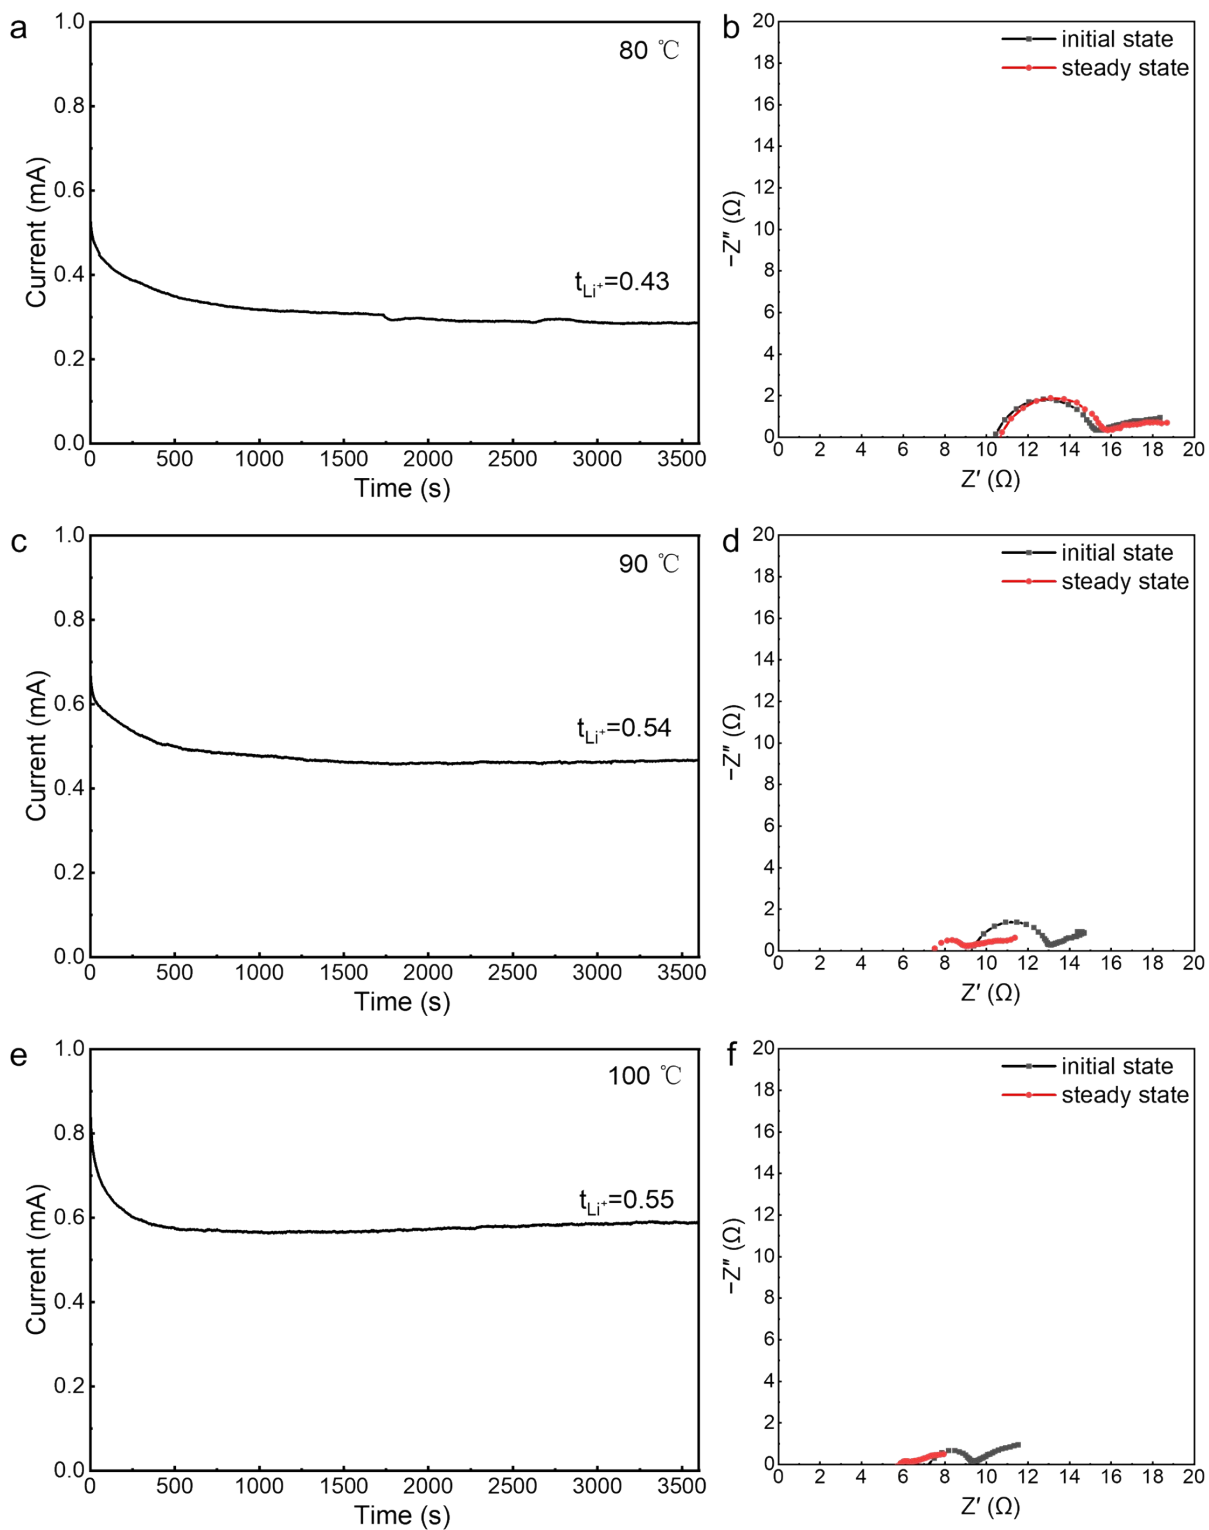 a
80 ℃
t_Li⁺=0.43
Current (mA)
1.0
0.8
0.6
0.4
0.2
0.0
0 500 1000 1500 2000 2500 3000 3500
Time (s)
b
initial state
steady state
−Z″ (Ω)
20
18
16
14
12
10
8
6
4
2
0
0 2 4 6 8 10 12 14 16 18 20
Z′ (Ω)
c
90 ℃
t_Li⁺=0.54
Current (mA)
1.0
0.8
0.6
0.4
0.2
0.0
0 500 1000 1500 2000 2500 3000 3500
Time (s)
d
initial state
steady state
−Z″ (Ω)
20
18
16
14
12
10
8
6
4
2
0
0 2 4 6 8 10 12 14 16 18 20
Z′ (Ω)
e
100 ℃
t_Li⁺=0.55
Current (mA)
1.0
0.8
0.6
0.4
0.2
0.0
0 500 1000 1500 2000 2500 3000 3500
Time (s)
f
initial state
steady state
−Z″ (Ω)
20
18
16
14
12
10
8
6
4
2
0
0 2 4 6 8 10 12 14 16 18 20
Z′ (Ω)